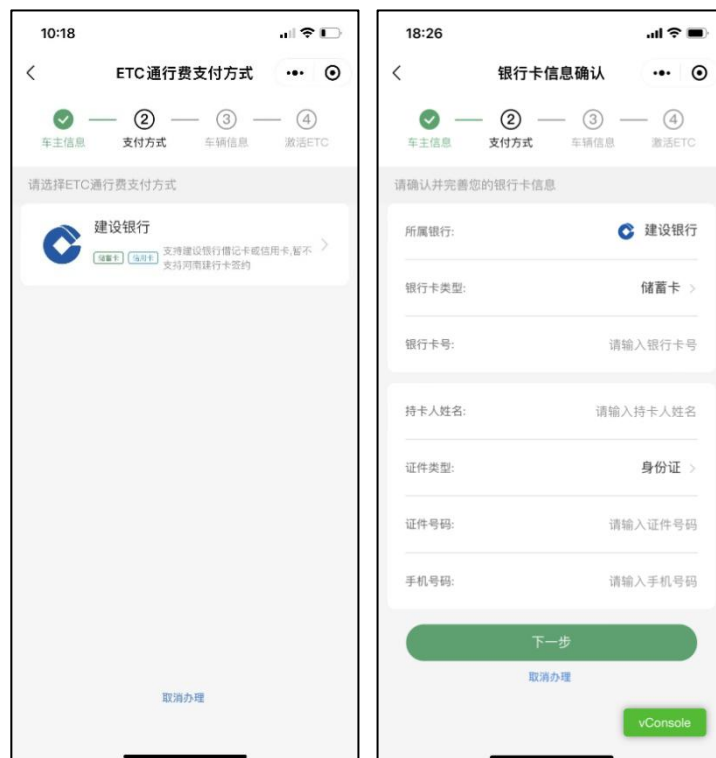 10:18
ETC通行费支付方式
② ③ ④
车主信息 支付方式 车辆信息 激活ETC
请选择ETC通行费支付方式
建设银行
储蓄卡 信用卡 支持建设银行借记卡或信用卡,暂不
支持河南建行卡签约
取消办理
18:26
银行卡信息确认
② ③ ④
车主信息 支付方式 车辆信息 激活ETC
请确认并完善您的银行卡信息
所属银行: 建设银行
银行卡类型: 储蓄卡
银行卡号: 请输入银行卡号
持卡人姓名: 请输入持卡人姓名
证件类型: 身份证
证件号码: 请输入证件号码
手机号码: 请输入手机号码
下一步
取消办理
vConsole